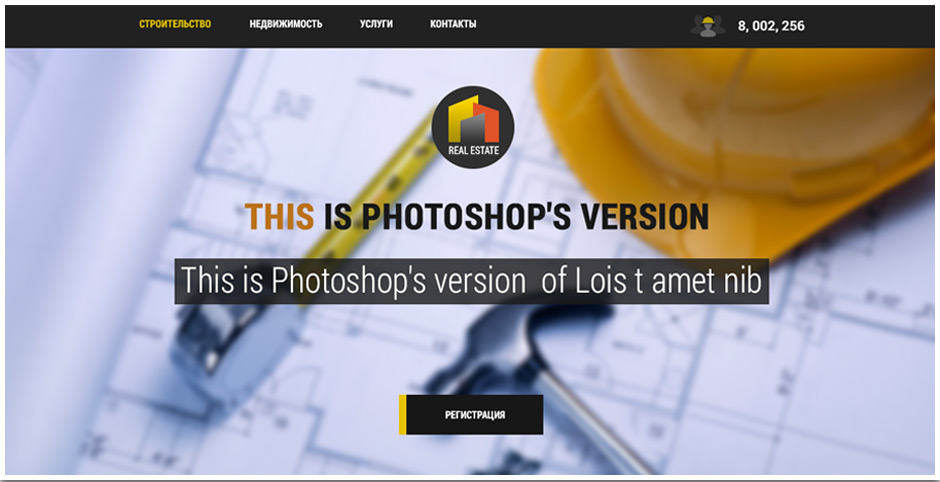 СТРОИТЕЛЬСТВО НЕДВИЖИМОСТЬ УСЛУГИ КОНТАКТЫ 8, 002, 256
REAL ESTATE
THIS IS PHOTOSHOP'S VERSION
This is Photoshop's version of Lois t amet nib
РЕГИСТРАЦИЯ